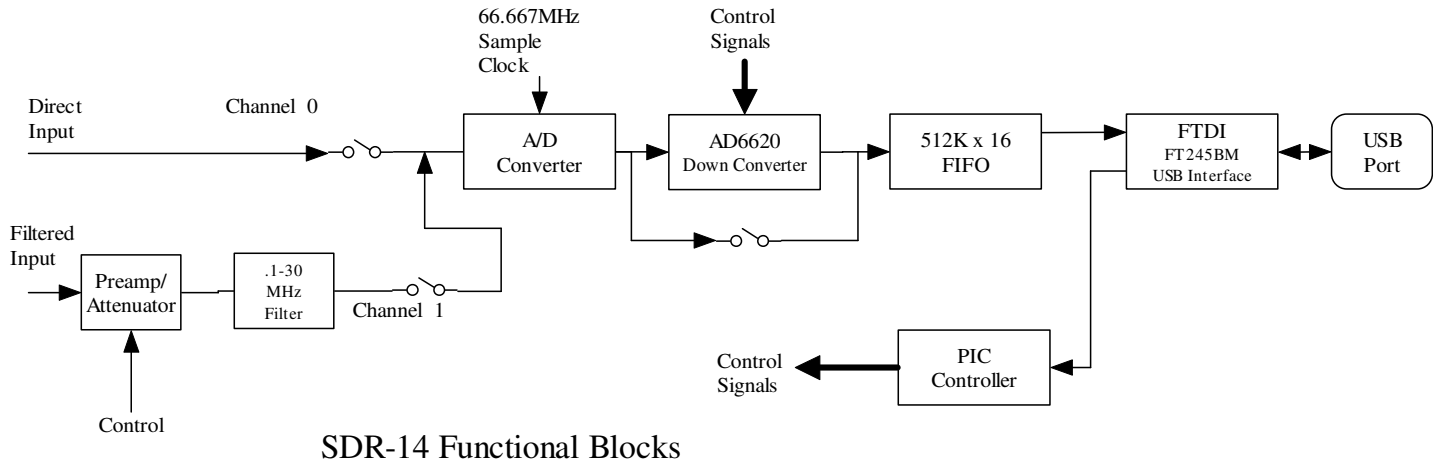 66.667MHz
Sample
Clock
Control
Signals
Direct
Input
Channel 0
A/D
Converter
AD6620
Down Converter
512K x 16
FIFO
FTDI
FT245BM
USB Interface
USB
Port
Filtered
Input
Preamp/
Attenuator
.1-30
MHz
Filter
Channel 1
Control
Control
Signals
PIC
Controller
SDR-14 Functional Blocks